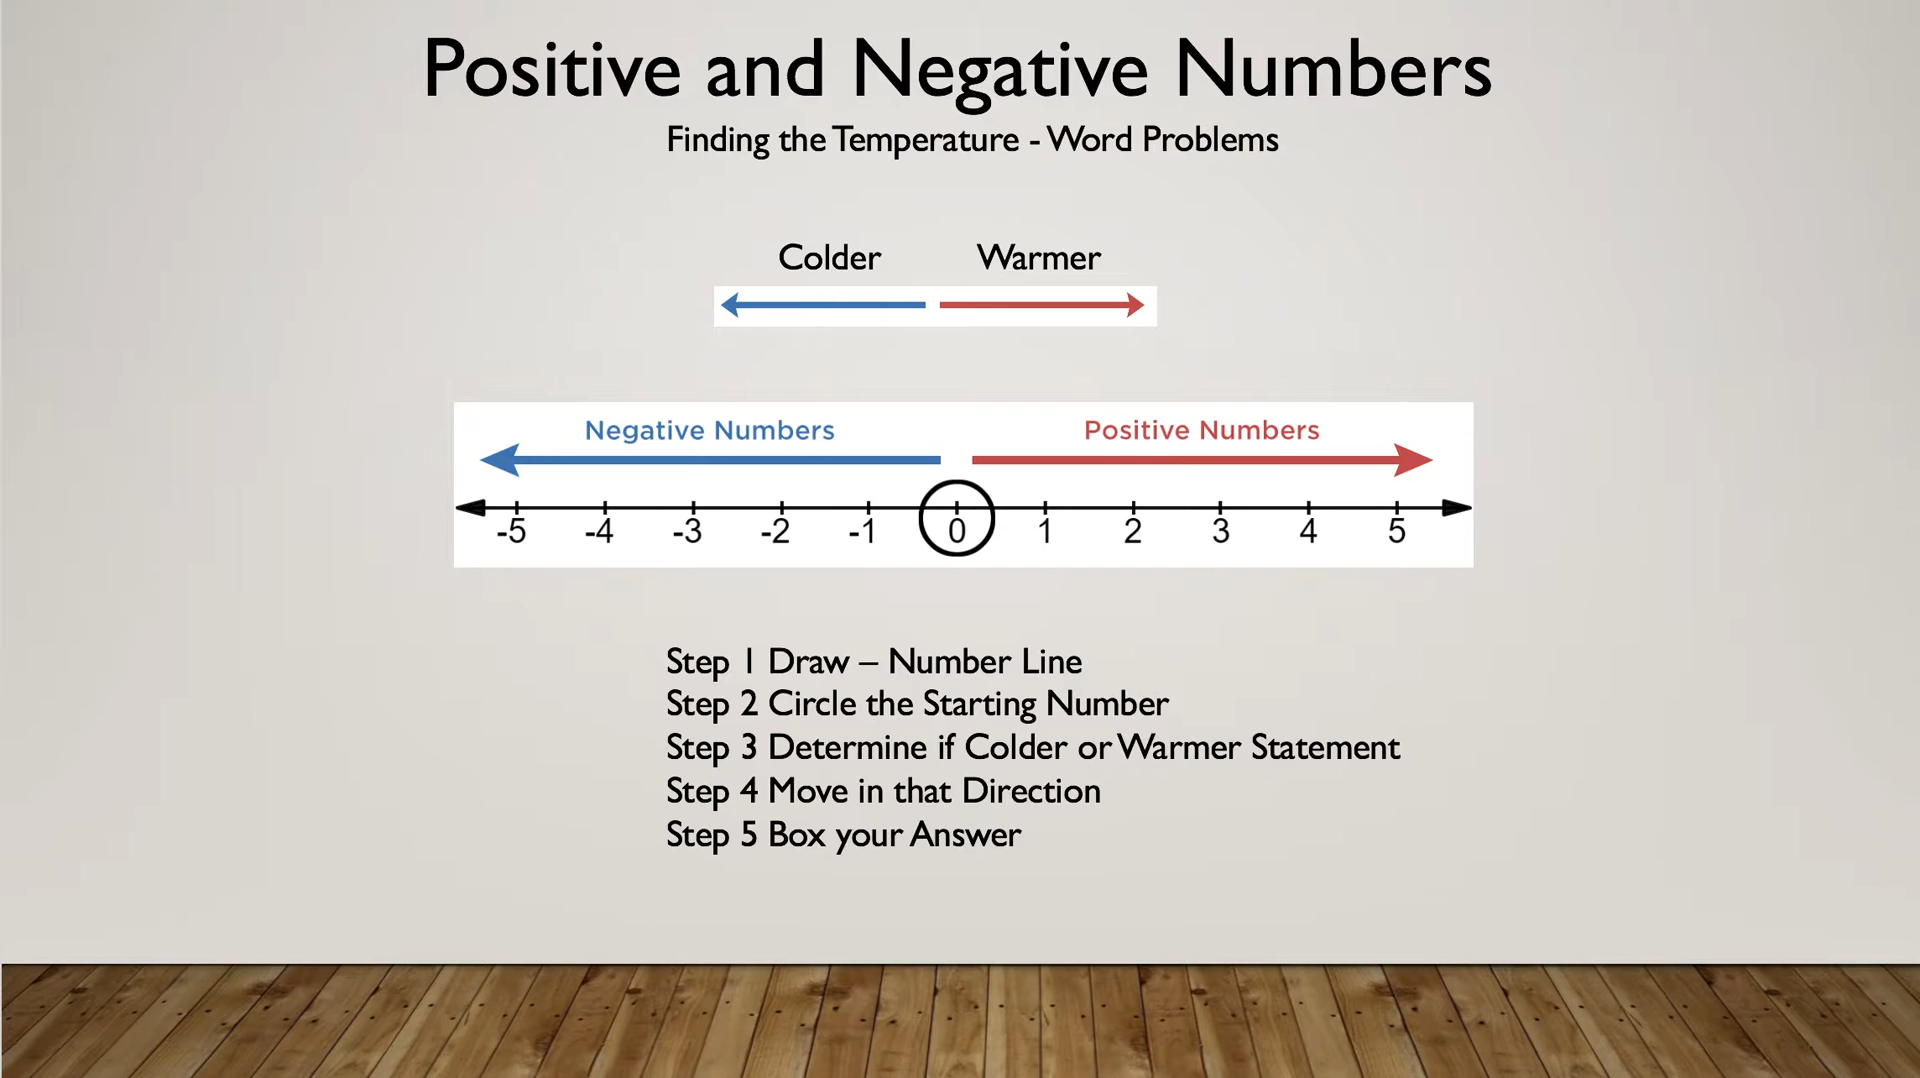 Positive and Negative Numbers
Finding the Temperature - Word Problems
Colder Warmer
Negative Numbers Positive Numbers
-5 -4 -3 -2 -1 0 1 2 3 4 5
Step 1 Draw – Number Line
Step 2 Circle the Starting Number
Step 3 Determine if Colder or Warmer Statement
Step 4 Move in that Direction
Step 5 Box your Answer